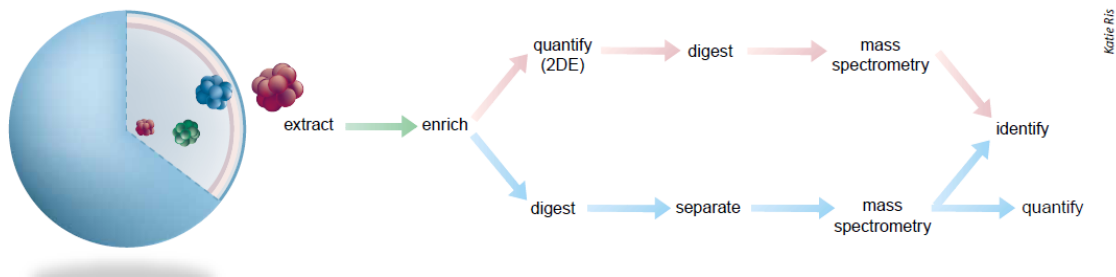 Katie Ris
quantify
(2DE)
digest
mass
spectrometry
extract
enrich
identify
digest
separate
mass
spectrometry
quantify